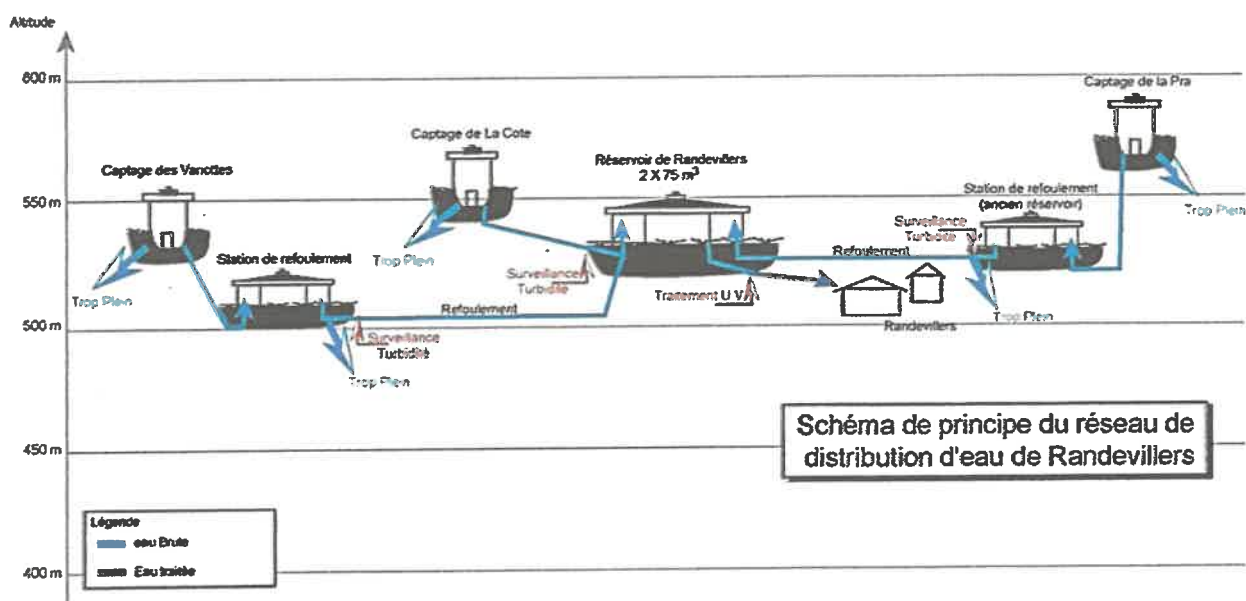 Altitude
600 m
Captage de la Pra
Captage de La Cote
Réservoir de Randevillers
2 X 75 m³
Captage des Vanottes
Station de refoulement
(ancien réservoir)
550 m
Trop Plein
Surveillance
Turbidité
Refoulement
Trop Plein
Station de refoulement
Surveillance
Turbidité
Trop Plein
Traitement U V
Refoulement
Trop Plein
Randevillers
500 m
Surveillance
Turbidité
Trop Plein
Schéma de principe du réseau de
distribution d'eau de Randevillers
450 m
Légende
eau Brute
Eau traitée
400 m